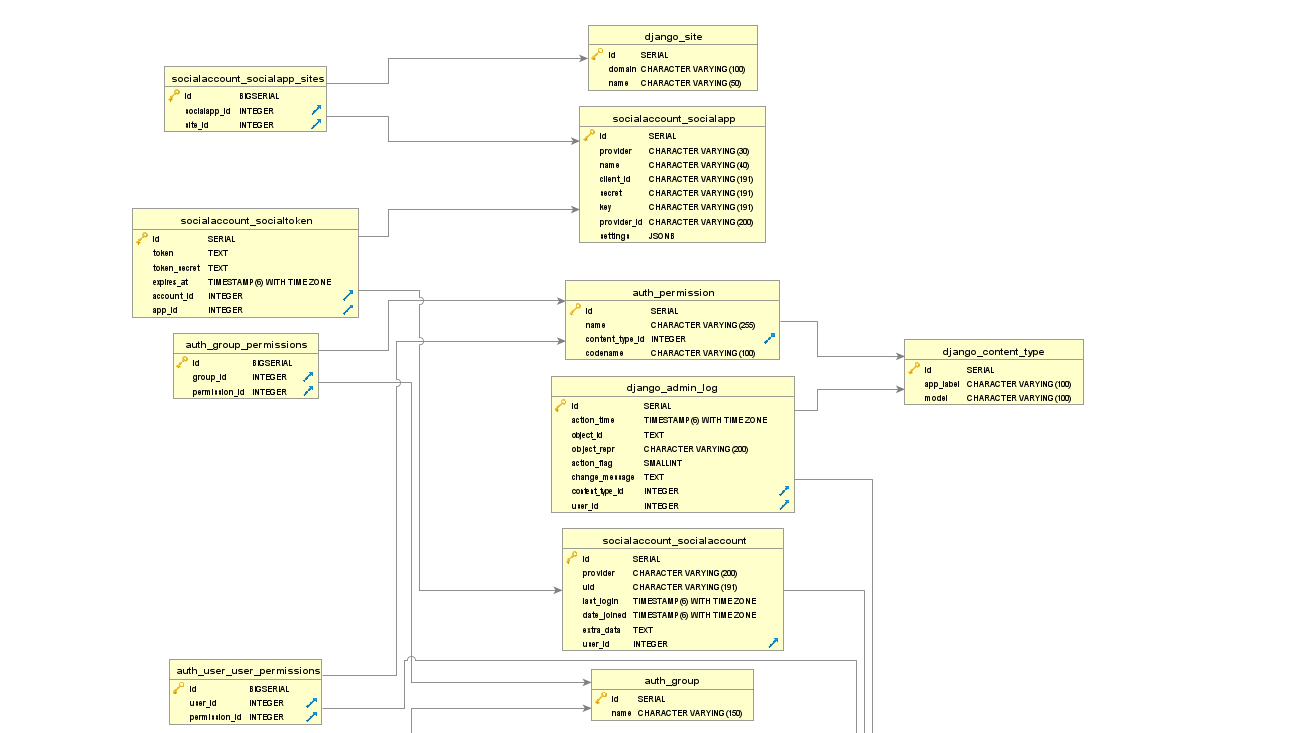 django_site
id SERIAL
domain CHARACTER VARYING(100)
name CHARACTER VARYING(50)
socialaccount_socialapp_sites
id BIGSERIAL
socialapp_id INTEGER
site_id INTEGER
socialaccount_socialapp
id SERIAL
provider CHARACTER VARYING(30)
name CHARACTER VARYING(40)
client_id CHARACTER VARYING(191)
secret CHARACTER VARYING(191)
key CHARACTER VARYING(191)
provider_id CHARACTER VARYING(200)
settings JSONB
socialaccount_socialtoken
id SERIAL
token TEXT
token_secret TEXT
expires_at TIMESTAMP(6) WITH TIME ZONE
account_id INTEGER
app_id INTEGER
auth_permission
id SERIAL
name CHARACTER VARYING(255)
content_type_id INTEGER
codename CHARACTER VARYING(100)
auth_group_permissions
id BIGSERIAL
group_id INTEGER
permission_id INTEGER
django_content_type
id SERIAL
app_label CHARACTER VARYING(100)
model CHARACTER VARYING(100)
django_admin_log
id SERIAL
action_time TIMESTAMP(6) WITH TIME ZONE
object_id TEXT
object_repr CHARACTER VARYING(200)
action_flag SMALLINT
change_message TEXT
content_type_id INTEGER
user_id INTEGER
socialaccount_socialaccount
id SERIAL
provider CHARACTER VARYING(200)
uid CHARACTER VARYING(191)
last_login TIMESTAMP(6) WITH TIME ZONE
date_joined TIMESTAMP(6) WITH TIME ZONE
extra_data TEXT
user_id INTEGER
auth_user_user_permissions
id BIGSERIAL
user_id INTEGER
permission_id INTEGER
auth_group
id SERIAL
name CHARACTER VARYING(150)